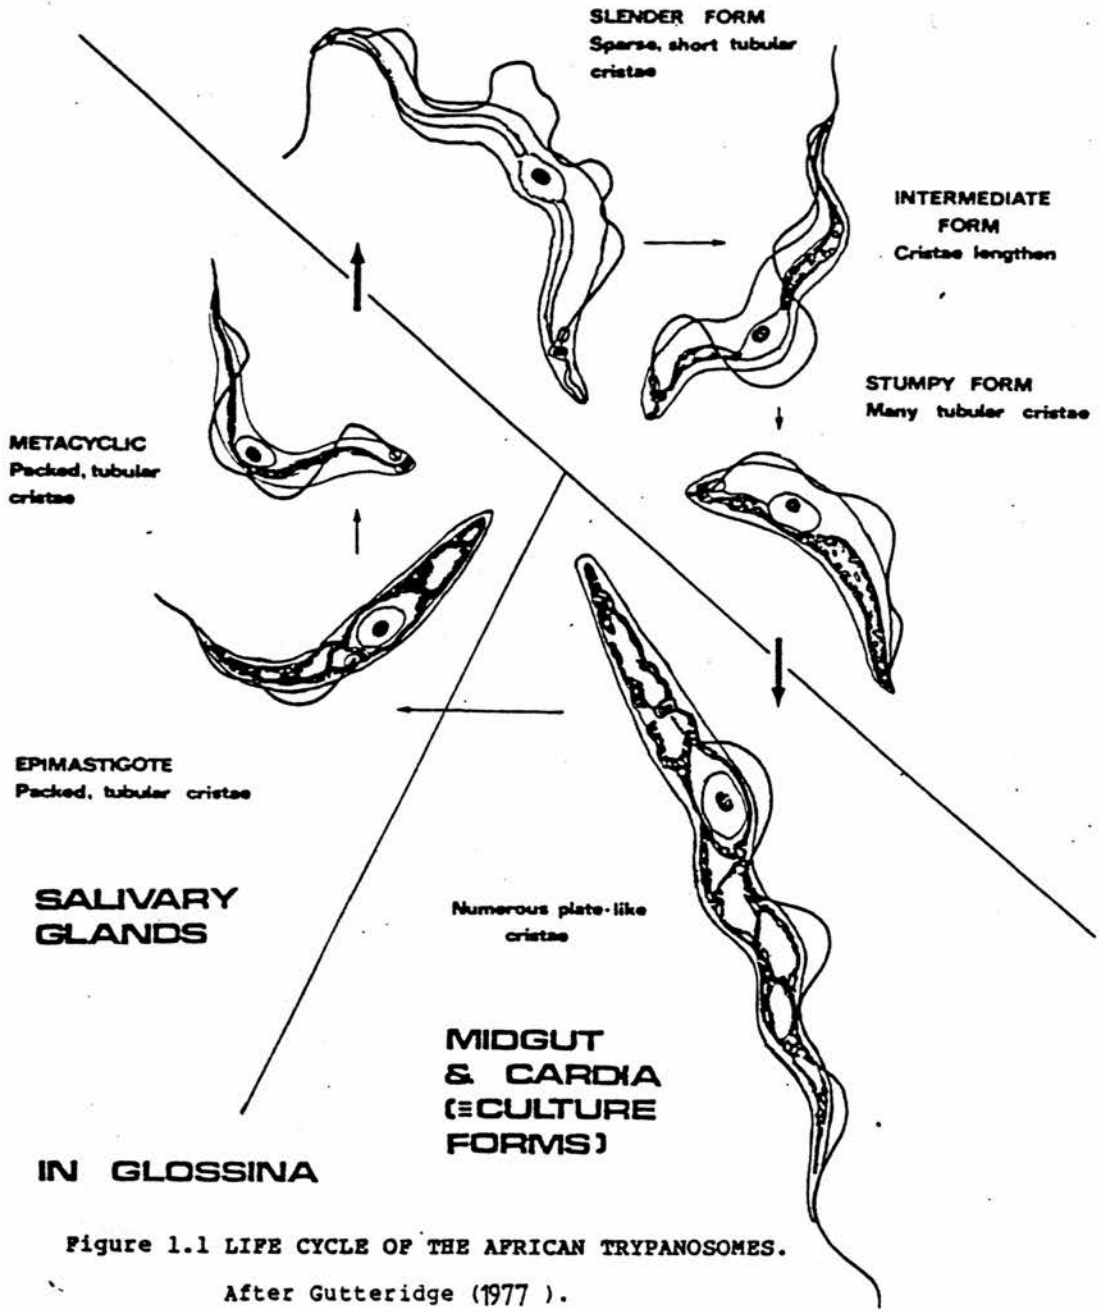 SLENDER FORM
Sparse, short tubular
cristae
INTERMEDIATE
FORM
Cristae lengthen
STUMPY FORM
Many tubular cristae
METACYCLIC
Packed, tubular
cristae
EPIMASTIGOTE
Packed, tubular cristae
SALIVARY
GLANDS
Numerous plate-like
cristae
MIDGUT
& CARDIA
(≡CULTURE
FORMS)
IN GLOSSINA
Figure 1.1 LIFE CYCLE OF THE AFRICAN TRYPANOSOMES.
After Gutteridge (1977 ).